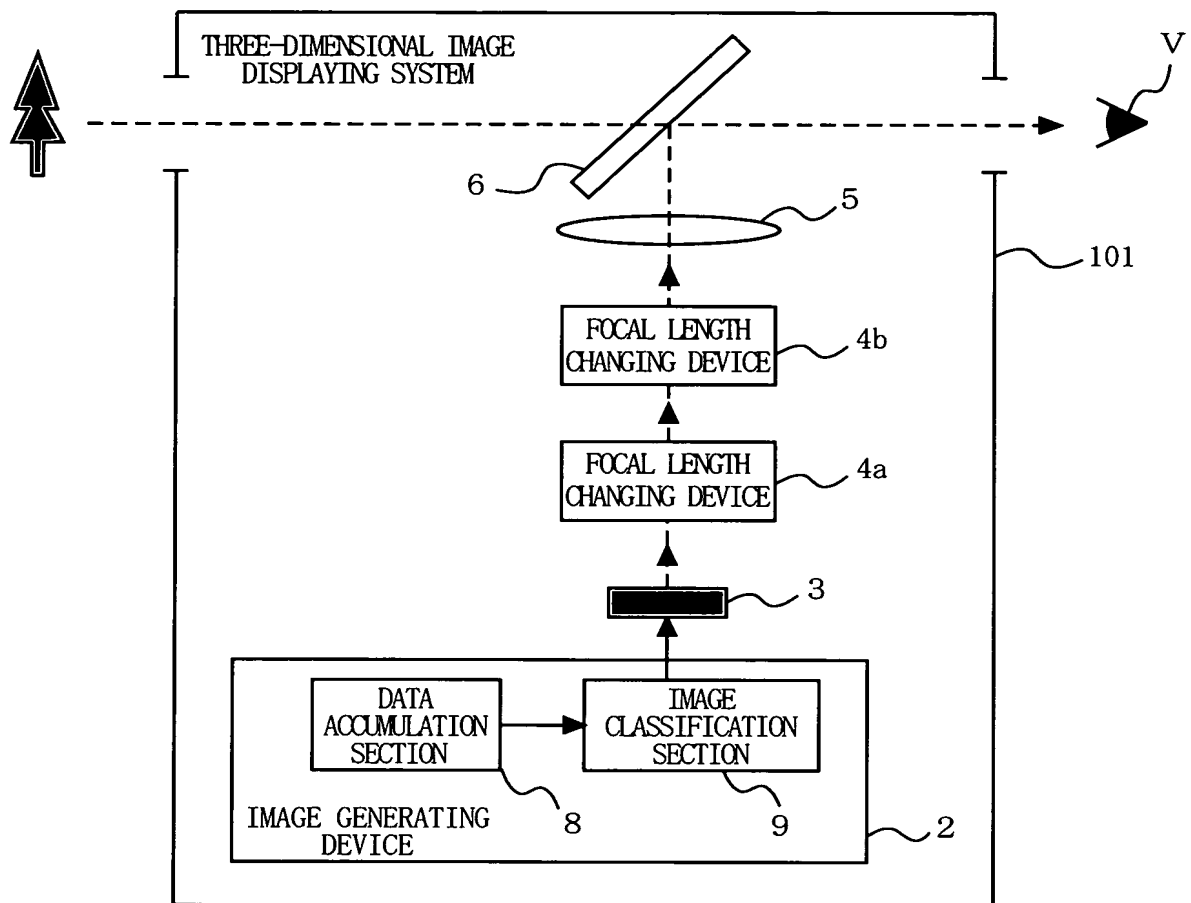 THREE-DIMENSIONAL IMAGE
DISPLAYING SYSTEM
V
6
5
101
FOCAL LENGTH
CHANGING DEVICE
4b
FOCAL LENGTH
CHANGING DEVICE
4a
3
DATA
ACCUMULATION
SECTION
IMAGE
CLASSIFICATION
SECTION
8
9
2
IMAGE GENERATING
DEVICE